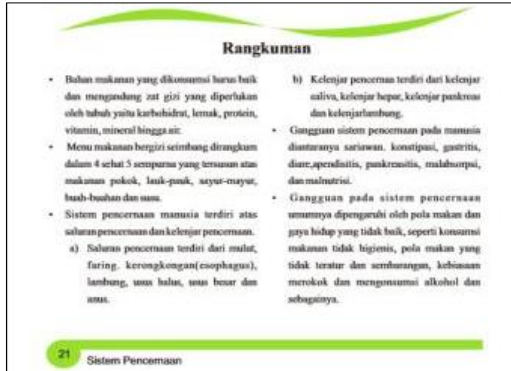 Rangkuman
• Bahan makanan yang dikonsumsi harus baik
dan mengandung zat gizi yang diperlukan
oleh tubuh yaitu karbohidrat, lemak, protein,
vitamin, mineral hingga air.
• Menu makanan bergizi seimbang dirangkum
dalam 4 sehat 5 sempurna yang tersusun atas
makanan pokok, lauk-pauk, sayur-mayur,
buah-buahan dan susu.
• Sistem pencernaan manusia terdiri atas
saluran pencernaan dan kelenjar pencernaan.
a) Saluran pencernaan terdiri dari mulut,
faring, kerongkongan(esophagus),
lambung, usus halus, usus besar dan
anus.
b) Kelenjar pencernaa terdiri dari kelenjar
saliva, kelenjar hepar, kelenjar pankreas
dan kelenjarlambung.
• Gangguan sistem pencernaan pada manusia
diantaranya sariawan, konstipasi, gastritis,
diare,apendisitis, pankreasitis, malabsorpsi,
dan malnutrisi.
• Gangguan pada sistem pencernaan
umumnya dipengaruhi oleh pola makan dan
gaya hidup yang tidak baik, seperti konsumsi
makanan tidak higienis, pola makan yang
tidak teratur dan sembarangan, kebiasaan
merokok dan mengonsumsi alkohol dan
sebagainya.
21
Sistem Pencernaan